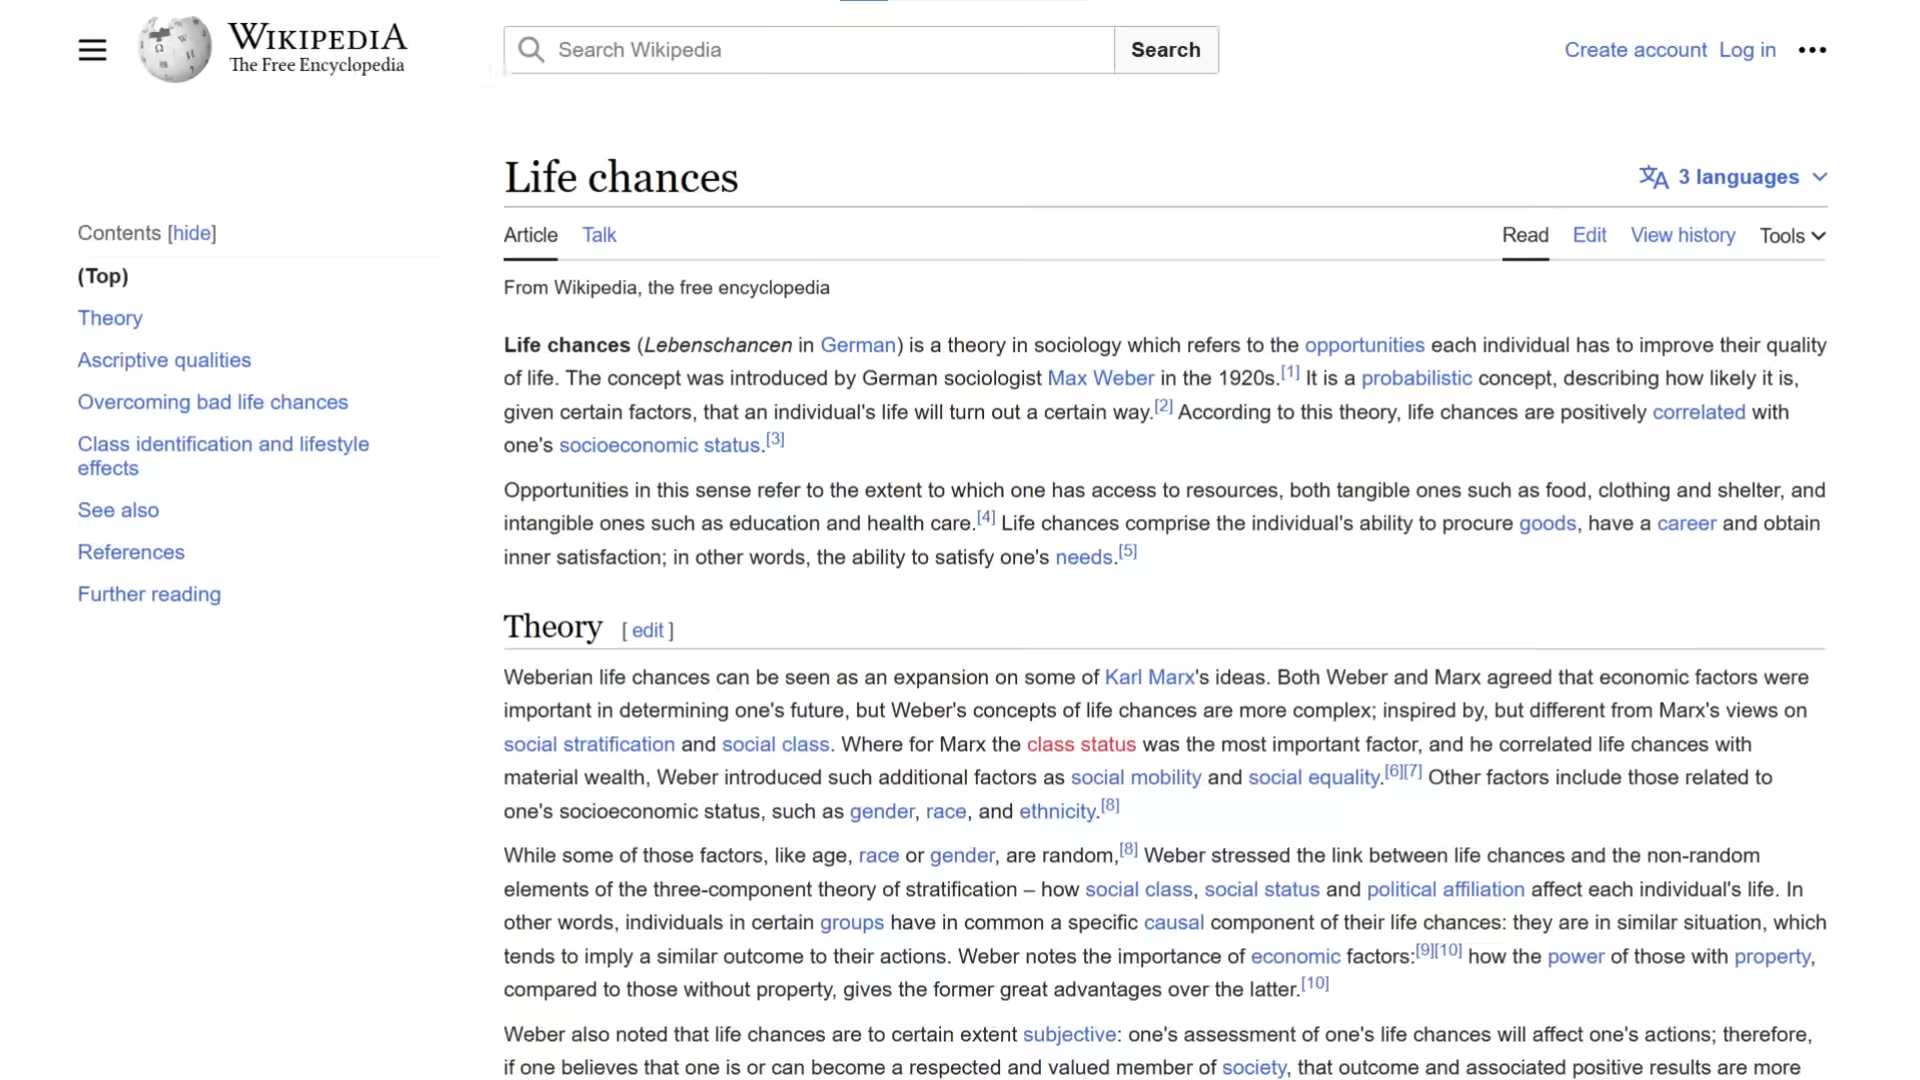 WIKIPEDIA
The Free Encyclopedia
Search Wikipedia
Search
Create account Log in
Life chances
3 languages
Contents [hide]
(Top)
Theory
Ascriptive qualities
Overcoming bad life chances
Class identification and lifestyle
effects
See also
References
Further reading
Article Talk
Read Edit View history Tools
From Wikipedia, the free encyclopedia
Life chances (Lebenschancen in German) is a theory in sociology which refers to the opportunities each individual has to improve their quality
of life. The concept was introduced by German sociologist Max Weber in the 1920s.[1] It is a probabilistic concept, describing how likely it is,
given certain factors, that an individual's life will turn out a certain way.[2] According to this theory, life chances are positively correlated with
one's socioeconomic status.[3]
Opportunities in this sense refer to the extent to which one has access to resources, both tangible ones such as food, clothing and shelter, and
intangible ones such as education and health care.[4] Life chances comprise the individual's ability to procure goods, have a career and obtain
inner satisfaction; in other words, the ability to satisfy one's needs.[5]
Theory [ edit ]
Weberian life chances can be seen as an expansion on some of Karl Marx's ideas. Both Weber and Marx agreed that economic factors were
important in determining one's future, but Weber's concepts of life chances are more complex; inspired by, but different from Marx's views on
social stratification and social class. Where for Marx the class status was the most important factor, and he correlated life chances with
material wealth, Weber introduced such additional factors as social mobility and social equality.[6][7] Other factors include those related to
one's socioeconomic status, such as gender, race, and ethnicity.[8]
While some of those factors, like age, race or gender, are random,[8] Weber stressed the link between life chances and the non-random
elements of the three-component theory of stratification – how social class, social status and political affiliation affect each individual's life. In
other words, individuals in certain groups have in common a specific causal component of their life chances: they are in similar situation, which
tends to imply a similar outcome to their actions. Weber notes the importance of economic factors:[9][10] how the power of those with property,
compared to those without property, gives the former great advantages over the latter.[10]
Weber also noted that life chances are to certain extent subjective: one's assessment of one's life chances will affect one's actions; therefore,
if one believes that one is or can become a respected and valued member of society, that outcome and associated positive results are more